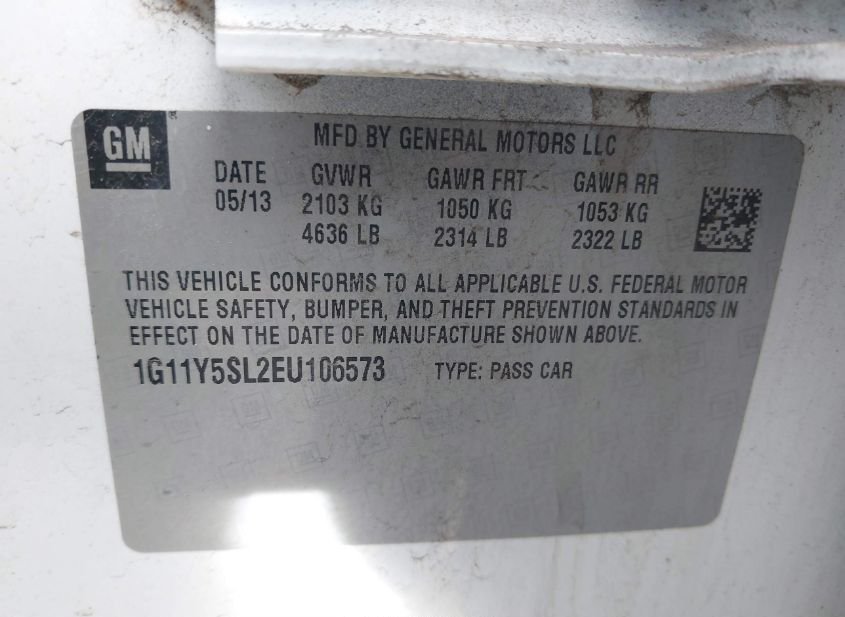 GM
MFD BY GENERAL MOTORS LLC
DATE GVWR GAWR FRT GAWR RR
05/13 2103 KG 1050 KG 1053 KG
4636 LB 2314 LB 2322 LB
THIS VEHICLE CONFORMS TO ALL APPLICABLE U.S. FEDERAL MOTOR
VEHICLE SAFETY, BUMPER, AND THEFT PREVENTION STANDARDS IN
EFFECT ON THE DATE OF MANUFACTURE SHOWN ABOVE.
1G11Y5SL2EU106573 TYPE: PASS CAR